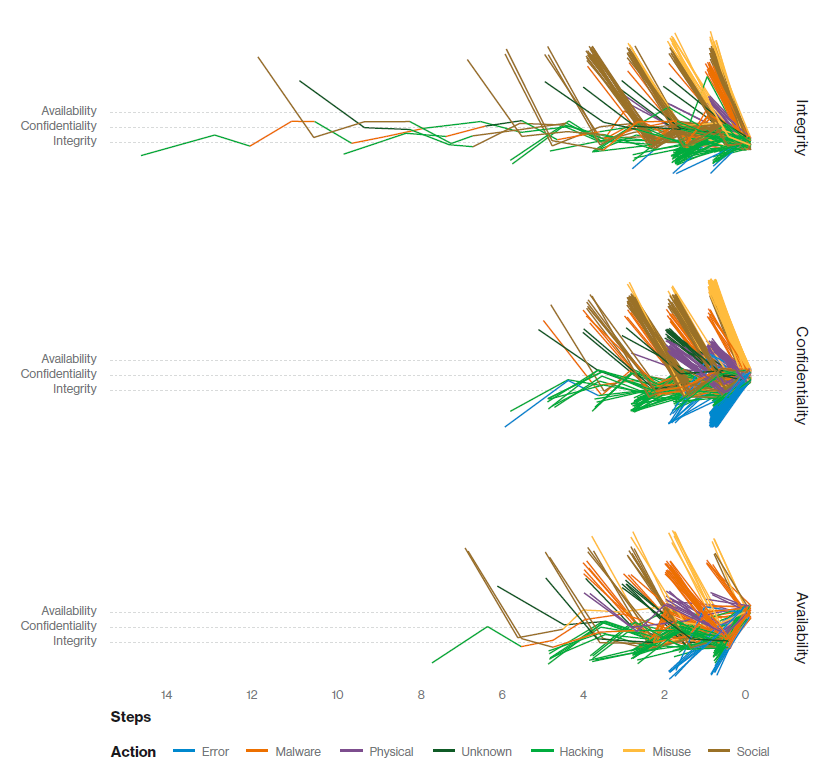 Availability
Confidentiality
Integrity
Integrity
Availability
Confidentiality
Integrity
Confidentiality
Availability
Confidentiality
Integrity
Availability
14 12 10 8 6 4 2 0
Steps
Action Error Malware Physical Unknown Hacking Misuse Social